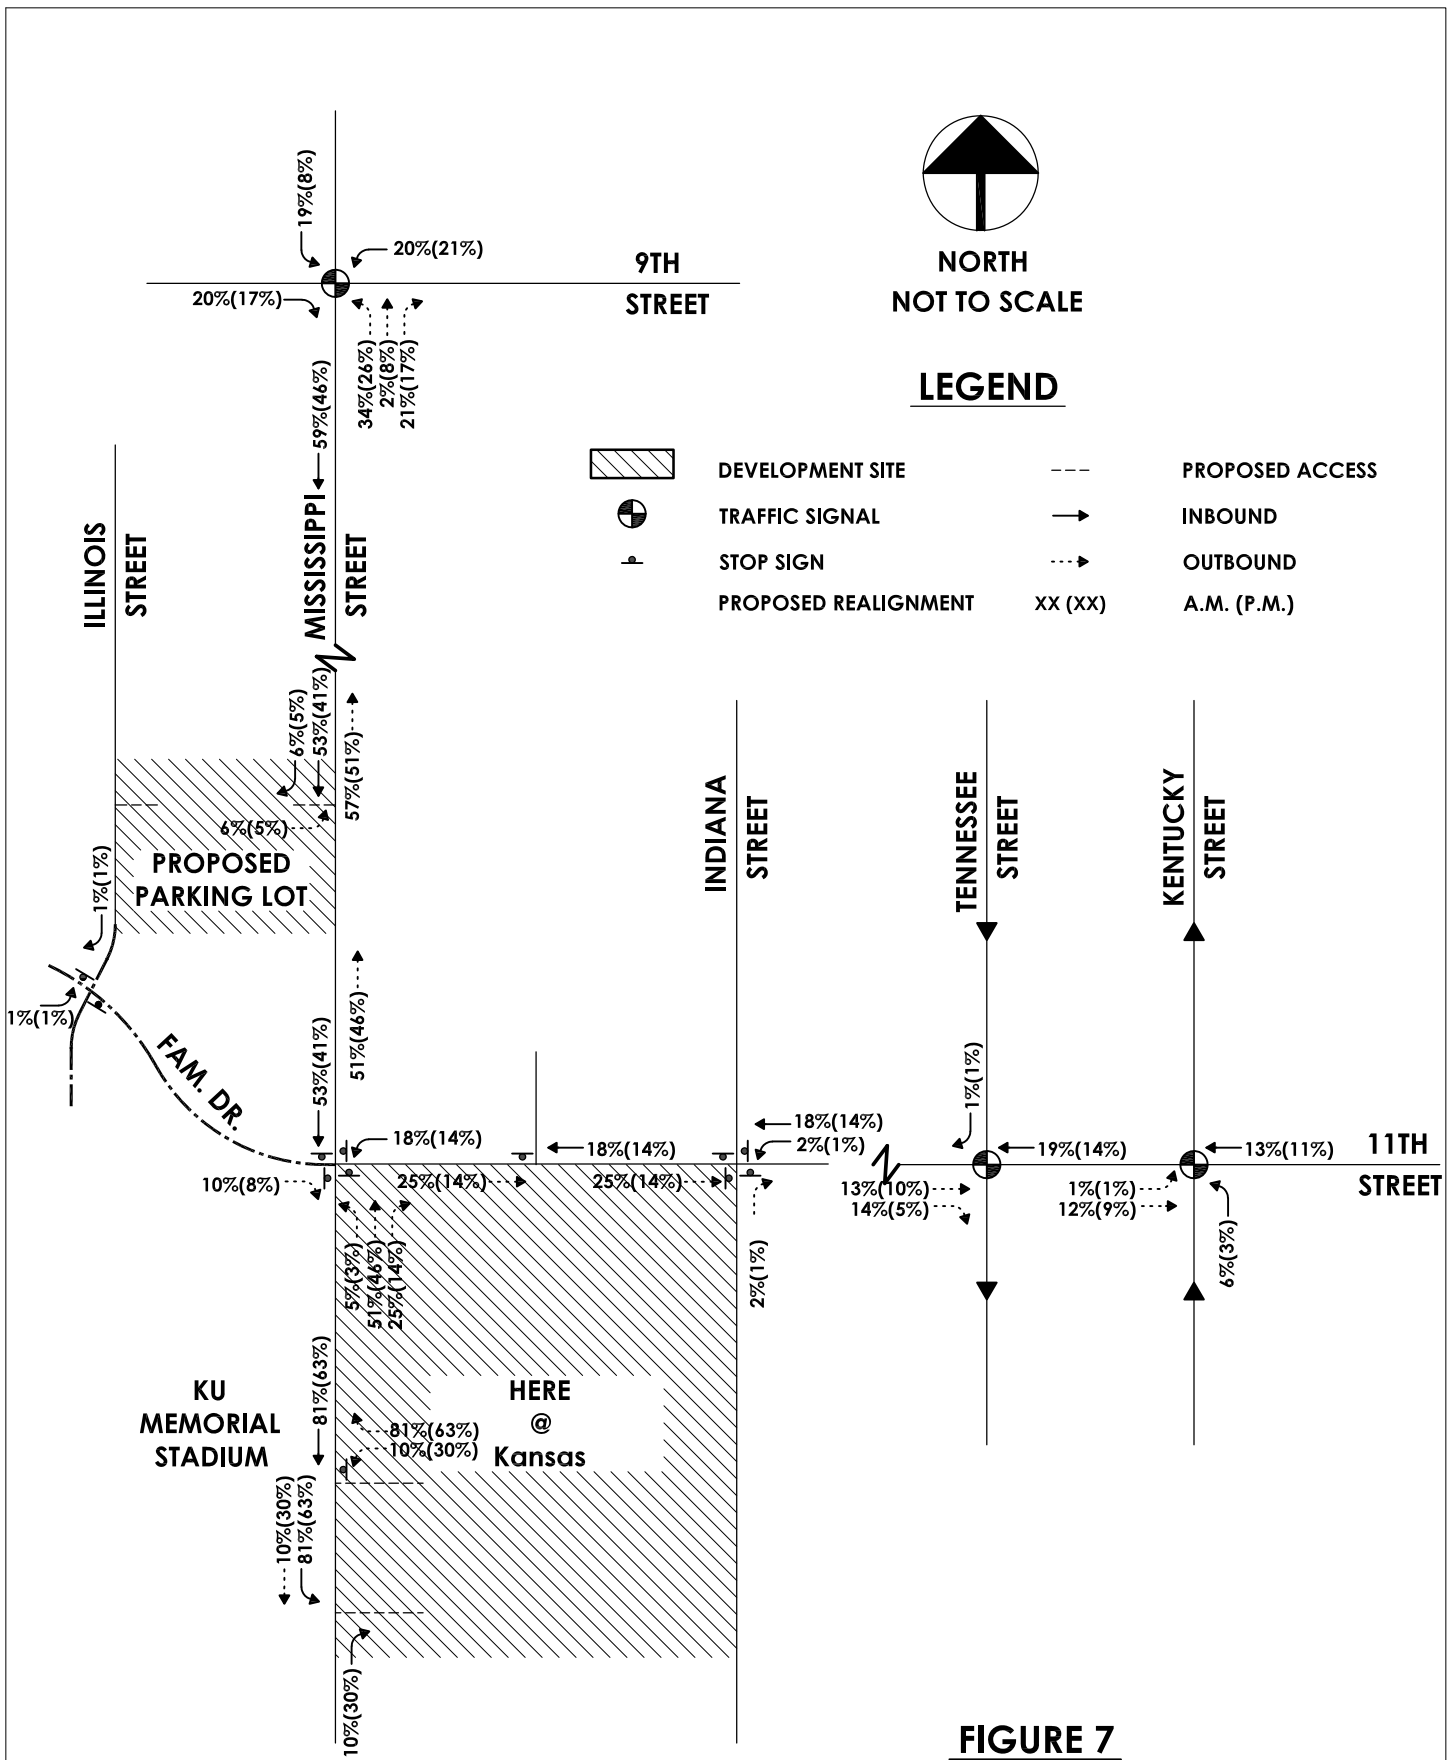 19%(8%)
20%(21%)
20%(17%)
9TH
STREET
34%(26%)
2%(8%)
21%(17%)
59%(46%)
NORTH
NOT TO SCALE
LEGEND
DEVELOPMENT SITE
PROPOSED ACCESS
TRAFFIC SIGNAL
INBOUND
STOP SIGN
OUTBOUND
PROPOSED REALIGNMENT
XX (XX)
A.M. (P.M.)
ILLINOIS
STREET
MISSISSIPPI
STREET
6%(5%)
53%(41%)
57%(51%)
6%(5%)
PROPOSED
PARKING LOT
INDIANA
STREET
TENNESSEE
STREET
KENTUCKY
STREET
1%(1%)
1%(1%)
FAM. DR.
53%(41%)
51%(46%)
18%(14%)
18%(14%)
18%(14%)
2%(1%)
10%(8%)
25%(14%)
25%(14%)
5%(3%)
51%(46%)
25%(14%)
2%(1%)
1%(1%)
19%(14%)
13%(11%)
11TH
STREET
13%(10%)
14%(5%)
1%(1%)
12%(9%)
6%(3%)
KU
MEMORIAL
STADIUM
81%(63%)
HERE
@
Kansas
81%(63%)
10%(30%)
10%(30%)
81%(63%)
10%(30%)
FIGURE 7